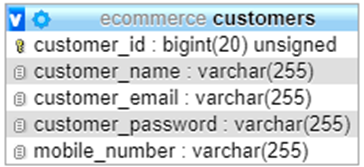 v ecommerce customers
customer_id : bigint(20) unsigned
customer_name : varchar(255)
customer_email : varchar(255)
customer_password : varchar(255)
mobile_number : varchar(255)